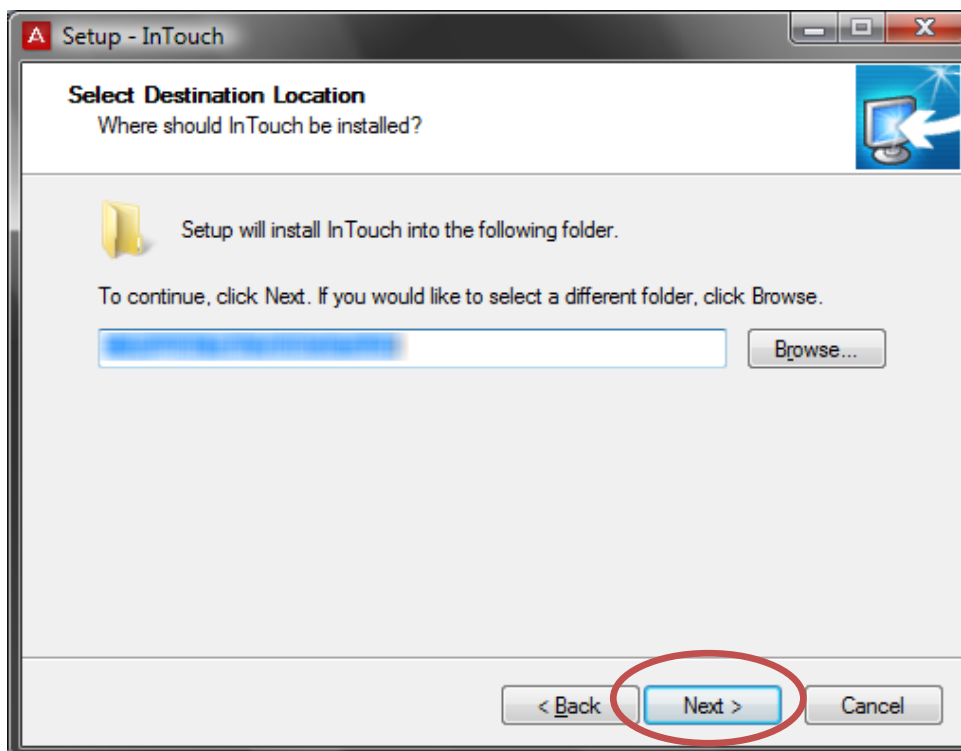 Setup - InTouch
Select Destination Location
Where should InTouch be installed?
Setup will install InTouch into the following folder.
To continue, click Next. If you would like to select a different folder, click Browse.
Browse...
< Back Next > Cancel